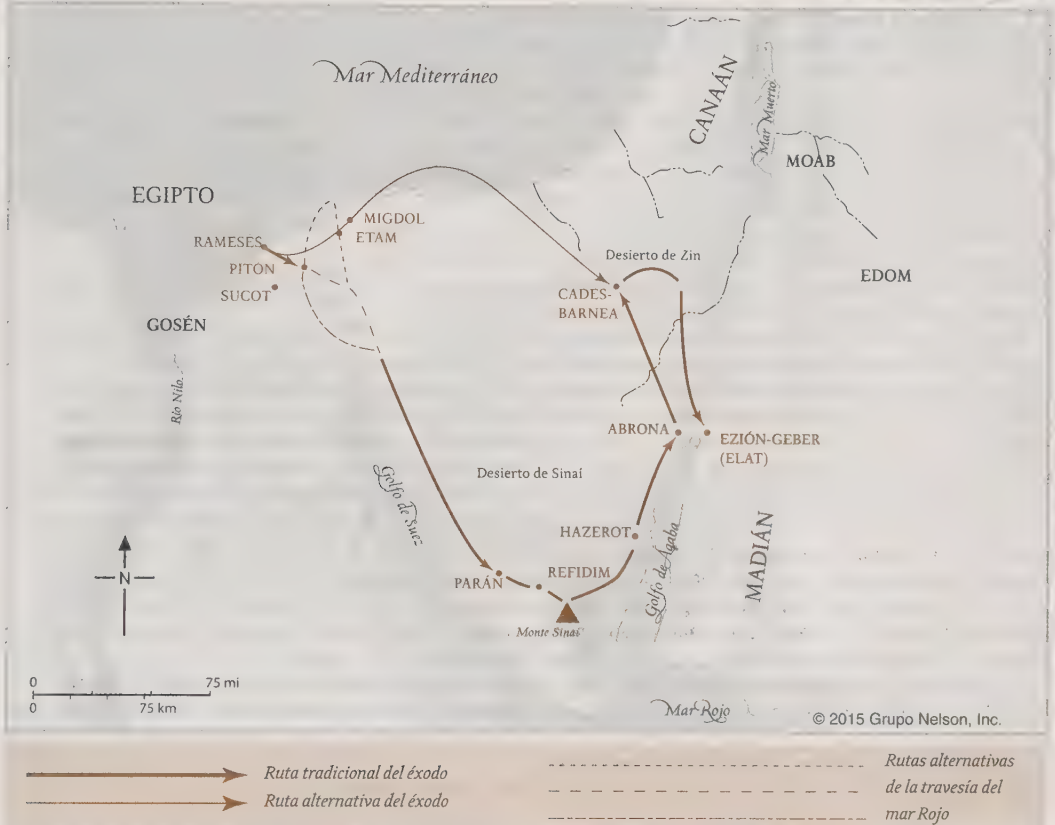 Mar Mediterráneo
CANAÁN
Mar Muerto
MOAB
EGIPTO
MIGDOL
ETAM
RAMESES
Desierto de Zin
PITÓN
EDOM
SUCOT
CADES-
BARNEA
GOSÉN
Río Nilo
ABRONA
EZIÓN-GEBER
(ELAT)
Desierto de Sinaí
Golfo de Suez
HAZEROT
Golfo de Ágaba
MADIÁN
N
PARÁN
REFIDIM
Monte Sinaí
0
75 mi
0
75 km
Mar Rojo
© 2015 Grupo Nelson, Inc.
Ruta tradicional del éxodo
Ruta alternativa del éxodo
Rutas alternativas
de la travesía del
mar Rojo